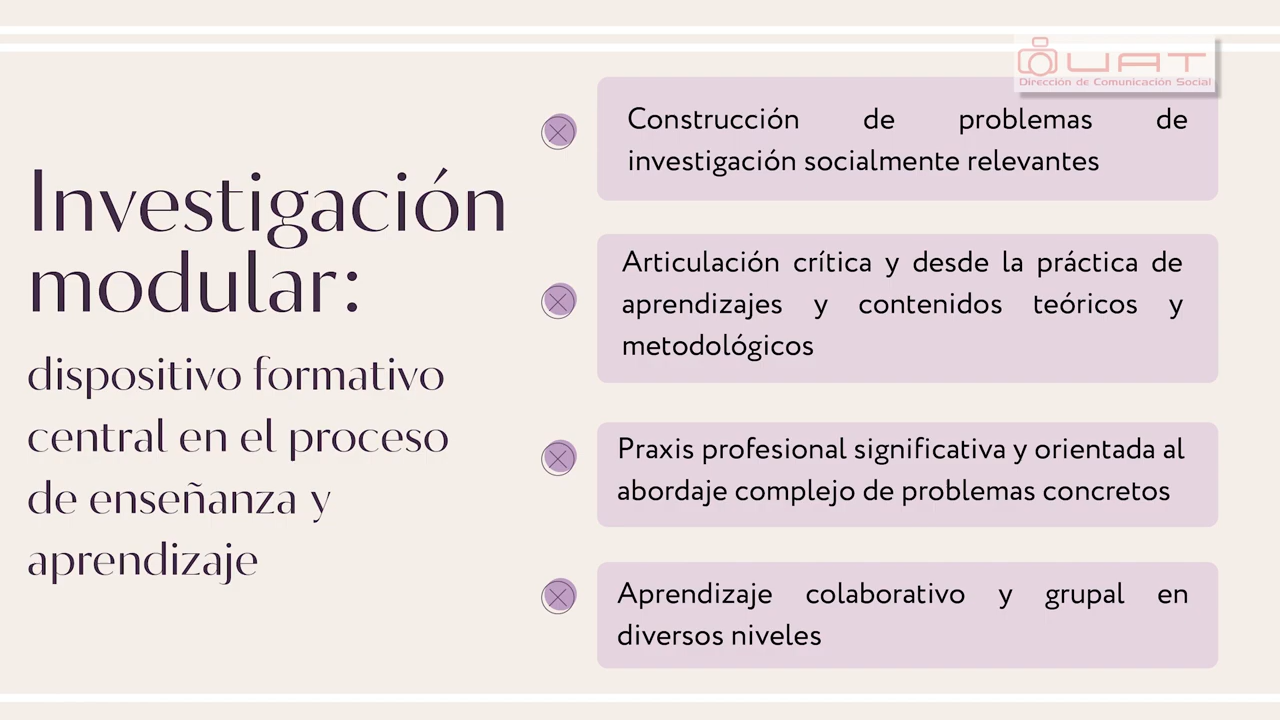 UAT
Dirección de Comunicación Social
Investigación
modular:
dispositivo formativo
central en el proceso
de enseñanza y
aprendizaje
Construcción de problemas de
investigación socialmente relevantes
Articulación crítica y desde la práctica de
aprendizajes y contenidos teóricos y
metodológicos
Praxis profesional significativa y orientada al
abordaje complejo de problemas concretos
Aprendizaje colaborativo y grupal en
diversos niveles